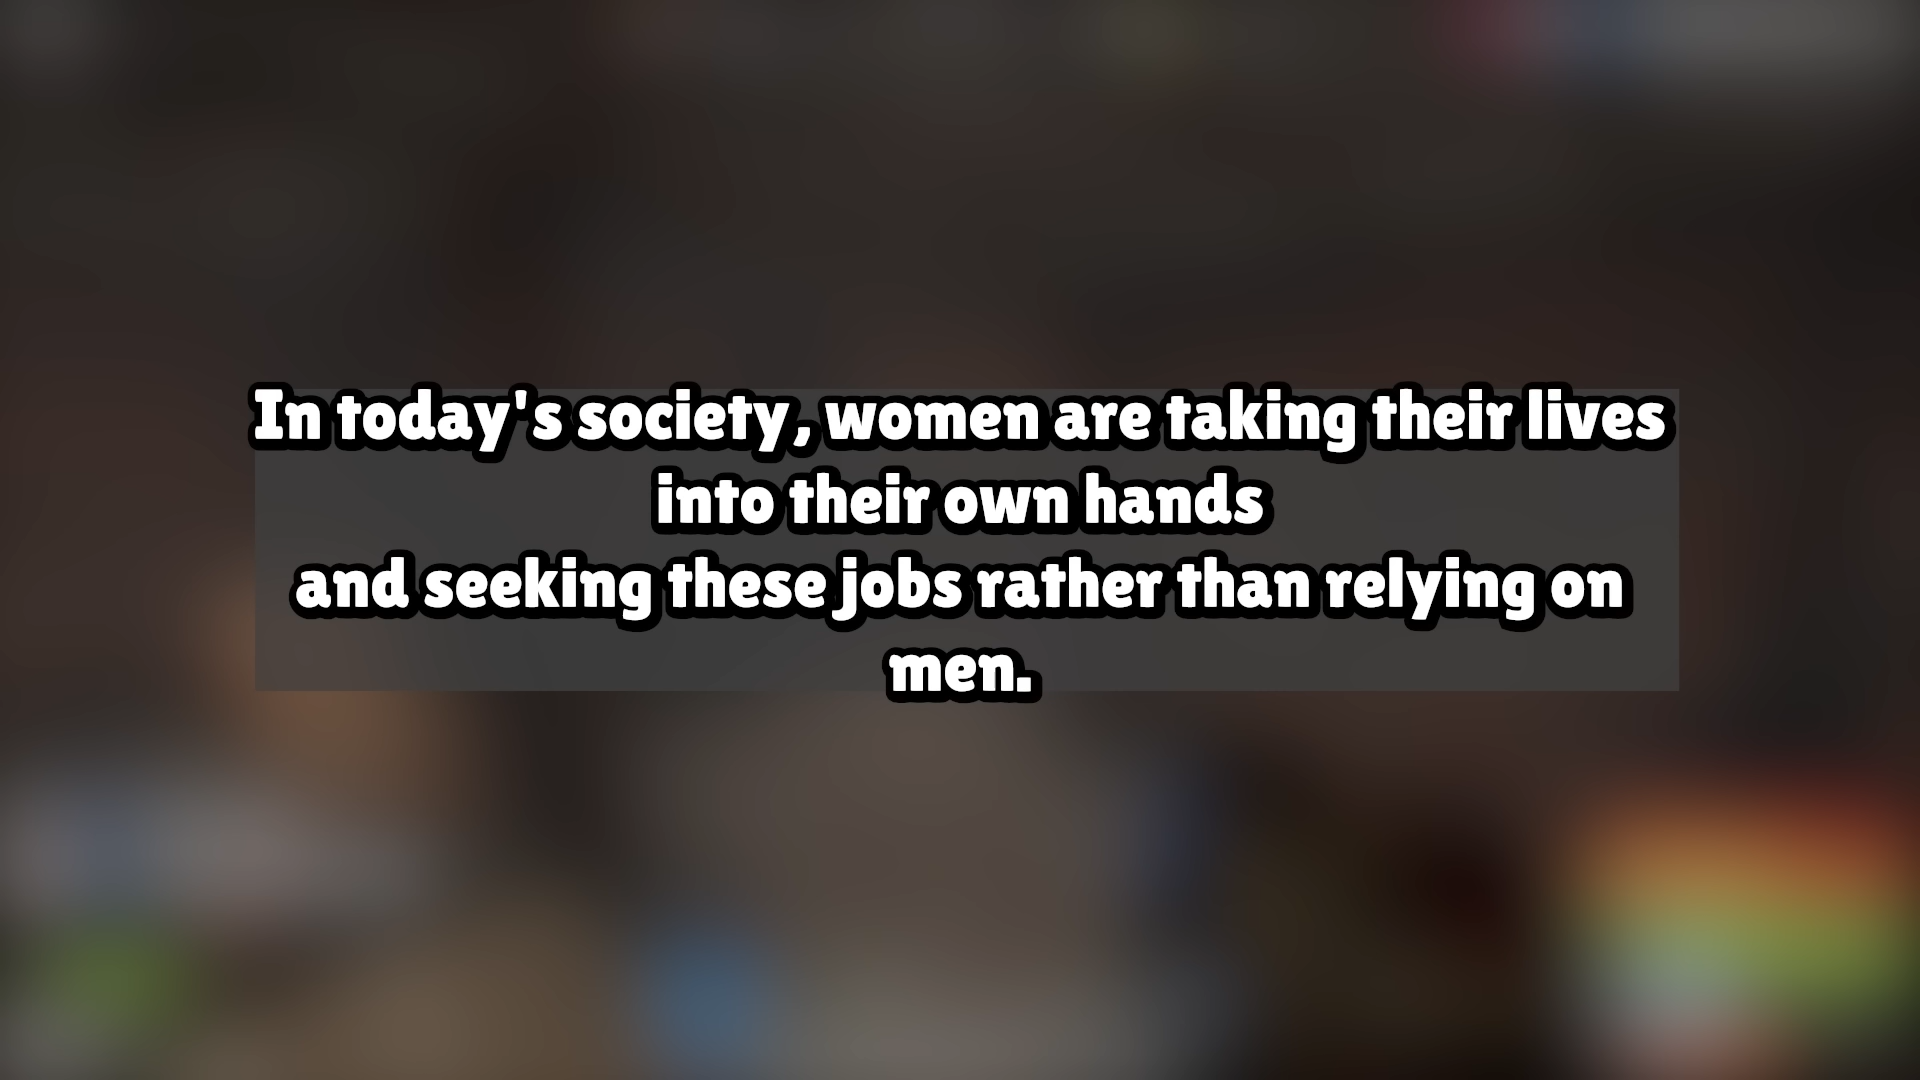 In today's society, women are taking their lives
into their own hands
and seeking these jobs rather than relying on
men.